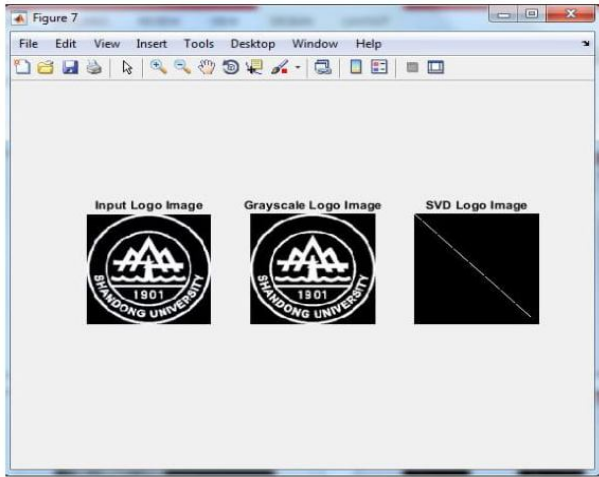 Figure 7
File Edit View Insert Tools Desktop Window Help
Input Logo Image
Grayscale Logo Image
SVD Logo Image
1901
SHANDONG UNIVERSITY
1901
SHANDONG UNIVERSITY